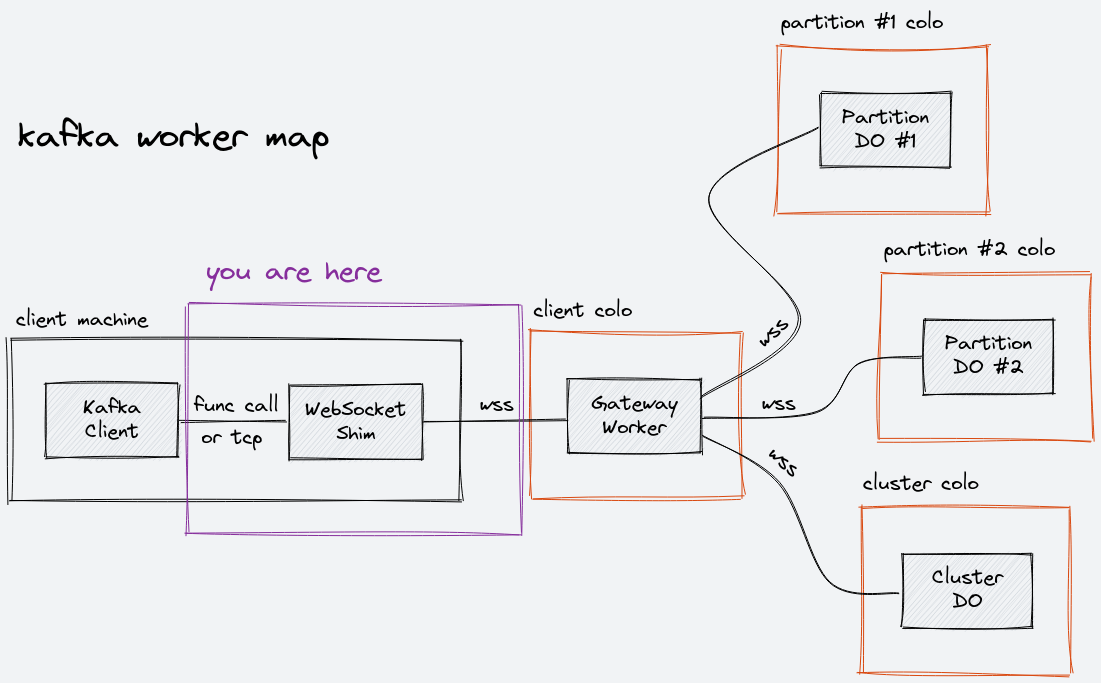 partition #1 colo
Partition
DO #1
kafka worker map
partition #2 colo
you are here
client machine
client colo
wss
Partition
DO #2
Kafka
Client
func call
or tcp
WebSocket
Shim
wss
Gateway
Worker
wss
wss
cluster colo
Cluster
DO